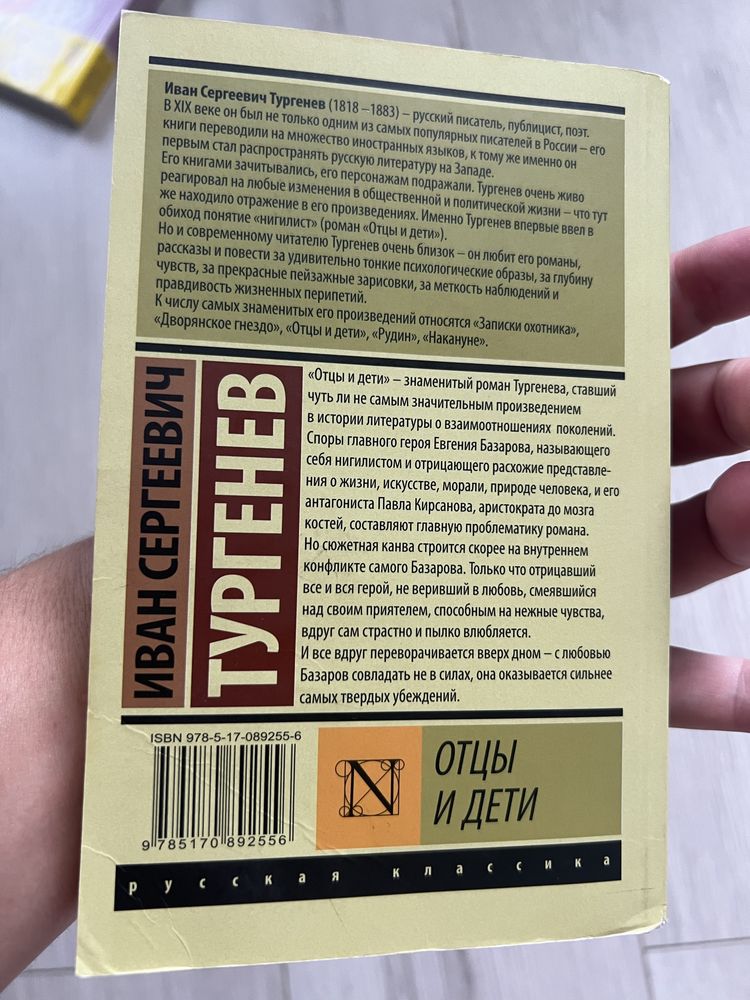 Иван Сергеевич Тургенев (1818 –1883) – русский писатель, публицист, поэт.
В XIX веке он был не только одним из самых популярных писателей в России – его
книги переводили на множество иностранных языков, к тому же именно он
первым стал распространять русскую литературу на Западе.
Его книгами зачитывались, его персонажам подражали. Тургенев очень живо
реагировал на любые изменения в общественной и политической жизни – что тут
же находило отражение в его произведениях. Именно Тургенев впервые ввел в
обиход понятие «нигилист» (роман «Отцы и дети»).
Но и современному читателю Тургенев очень близок – он любит его романы,
рассказы и повести за удивительно тонкие психологические образы, за глубину
чувств, за прекрасные пейзажные зарисовки, за меткость наблюдений и
правдивость жизненных перипетий.
К числу самых знаменитых его произведений относятся «Записки охотника»,
«Дворянское гнездо», «Отцы и дети», «Рудин», «Накануне».
ИВАН СЕРГЕЕВИЧ
ТУРГЕНЕВ
«Отцы и дети» – знаменитый роман Тургенева, ставший
чуть ли не самым значительным произведением
в истории литературы о взаимоотношениях поколений.
Споры главного героя Евгения Базарова, называющего
себя нигилистом и отрицающего расхожие представле-
ния о жизни, искусстве, морали, природе человека, и его
антагониста Павла Кирсанова, аристократа до мозга
костей, составляют главную проблематику романа.
Но сюжетная канва строится скорее на внутреннем
конфликте самого Базарова. Только что отрицавший
все и вся герой, не веривший в любовь, смеявшийся
над своим приятелем, способным на нежные чувства,
вдруг сам страстно и пылко влюбляется.
И все вдруг переворачивается вверх дном – с любовью
Базаров совладать не в силах, она оказывается сильнее
самых твердых убеждений.
ISBN 978-5-17-089255-6
9 785170 892556
N
ОТЦЫ
И ДЕТИ
русская классика